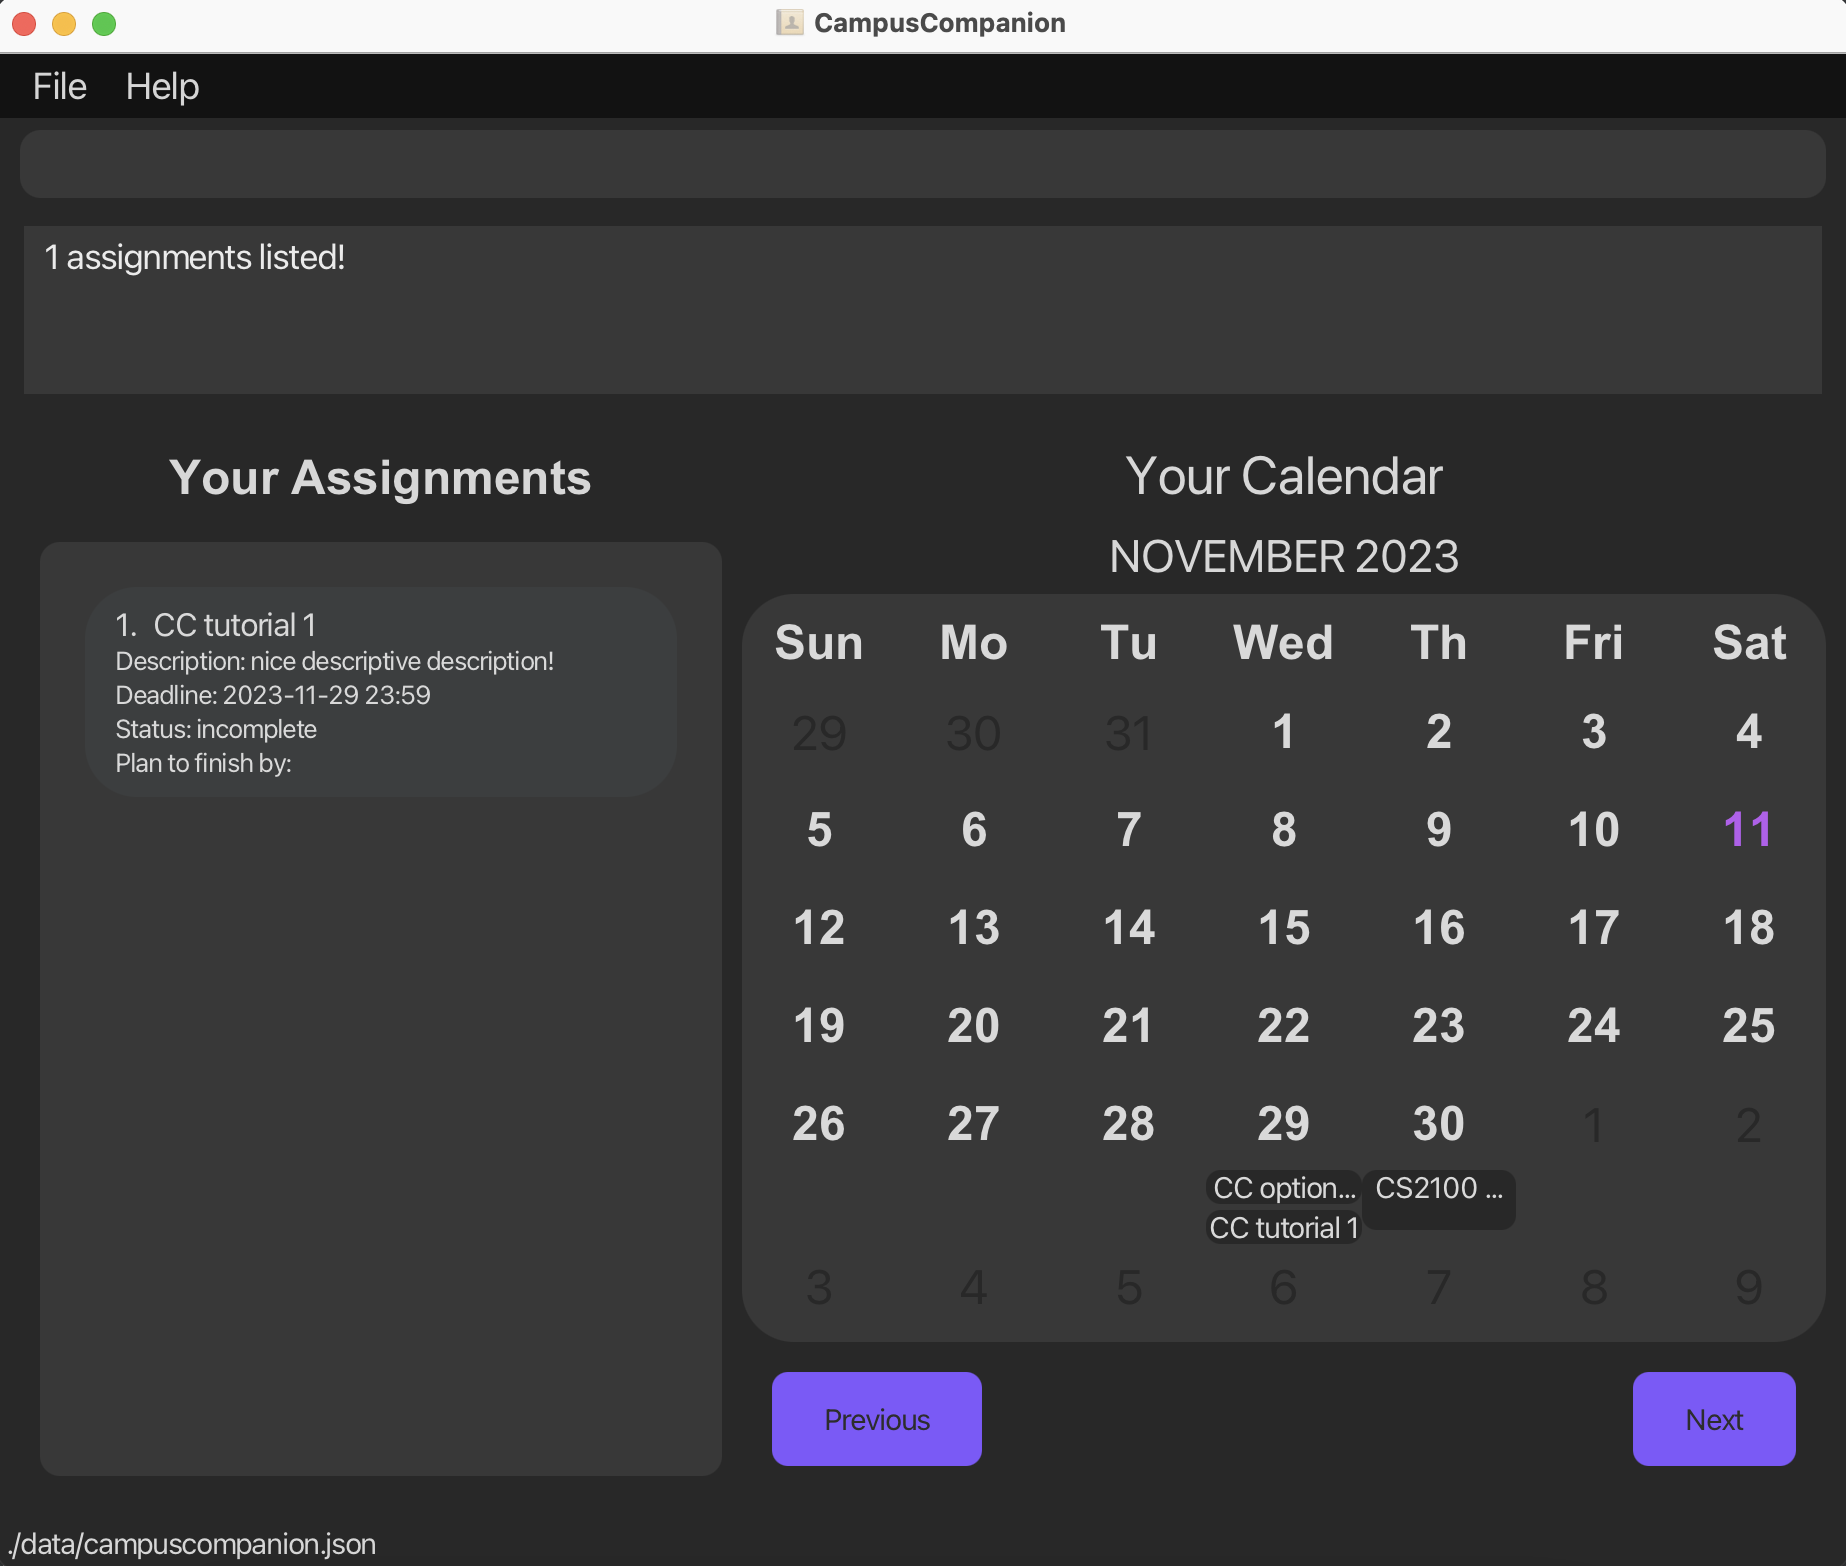 CampusCompanion
File Help
1 assignments listed!
Your Assignments
1. CC tutorial 1
Description: nice descriptive description!
Deadline: 2023-11-29 23:59
Status: incomplete
Plan to finish by:
Your Calendar
NOVEMBER 2023
Sun Mo Tu Wed Th Fri Sat
29 30 31 1 2 3 4
5 6 7 8 9 10 11
12 13 14 15 16 17 18
19 20 21 22 23 24 25
26 27 28 29 30 1 2
CC option... CS2100 ...
CC tutorial 1
3 4 5 6 7 8 9
Previous Next
./data/campuscompanion.json